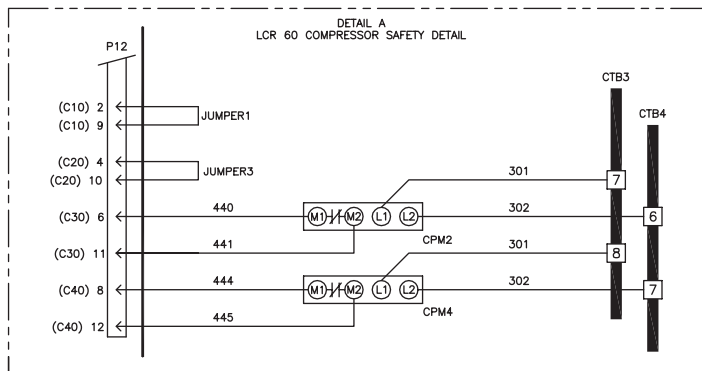 DETAIL A
LCR 60 COMPRESSOR SAFETY DETAIL
P12
CTB3
CTB4
(C10) 2
(C10) 9
JUMPER1
(C20) 4
(C20) 10
JUMPER3
301
7
(C30) 6
440
M1 M2 L1 L2
302
6
CPM2
(C30) 11
441
301
8
(C40) 8
444
M1 M2 L1 L2
302
7
CPM4
(C40) 12
445